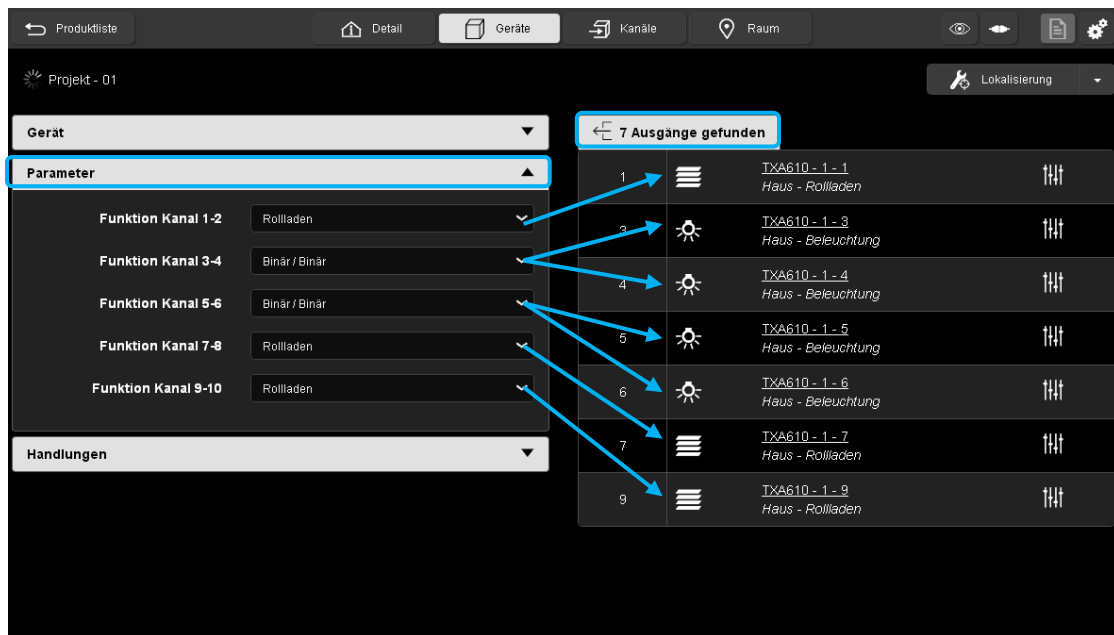 Produktliste
Detail
Geräte
Kanäle
Raum
Projekt - 01
Lokalisierung
Gerät
Parameter
Funktion Kanal 1-2 Rollladen
Funktion Kanal 3-4 Binär / Binär
Funktion Kanal 5-6 Binär / Binär
Funktion Kanal 7-8 Rollladen
Funktion Kanal 9-10 Rollladen
Handlungen
7 Ausgänge gefunden
1 TXA610 - 1 - 1
Haus - Rollladen
3 TXA610 - 1 - 3
Haus - Beleuchtung
4 TXA610 - 1 - 4
Haus - Beleuchtung
5 TXA610 - 1 - 5
Haus - Beleuchtung
6 TXA610 - 1 - 6
Haus - Beleuchtung
7 TXA610 - 1 - 7
Haus - Rollladen
9 TXA610 - 1 - 9
Haus - Rollladen